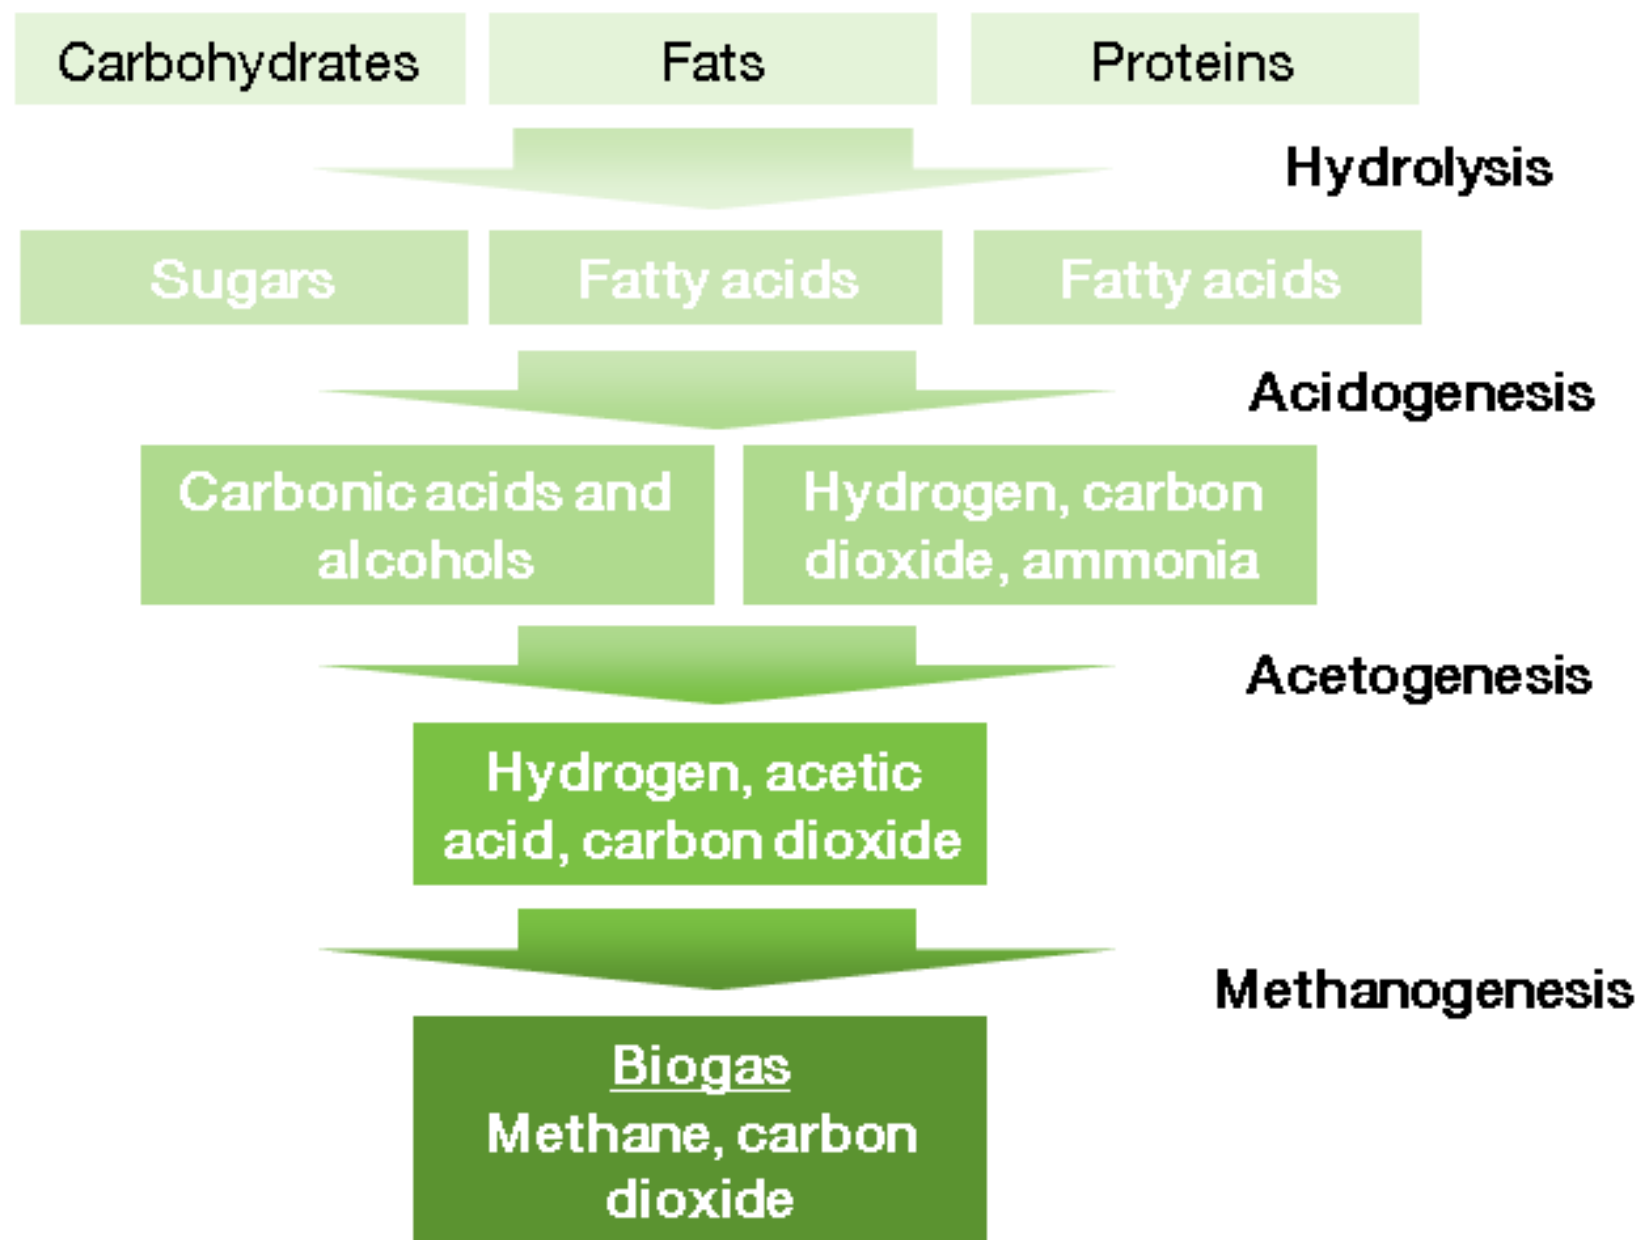 Carbohydrates
Fats
Proteins
Hydrolysis
Sugars
Fatty acids
Fatty acids
Acidogenesis
Carbonic acids and
alcohols
Hydrogen, carbon
dioxide, ammonia
Acetogenesis
Hydrogen, acetic
acid, carbon dioxide
Methanogenesis
Biogas
Methane, carbon
dioxide